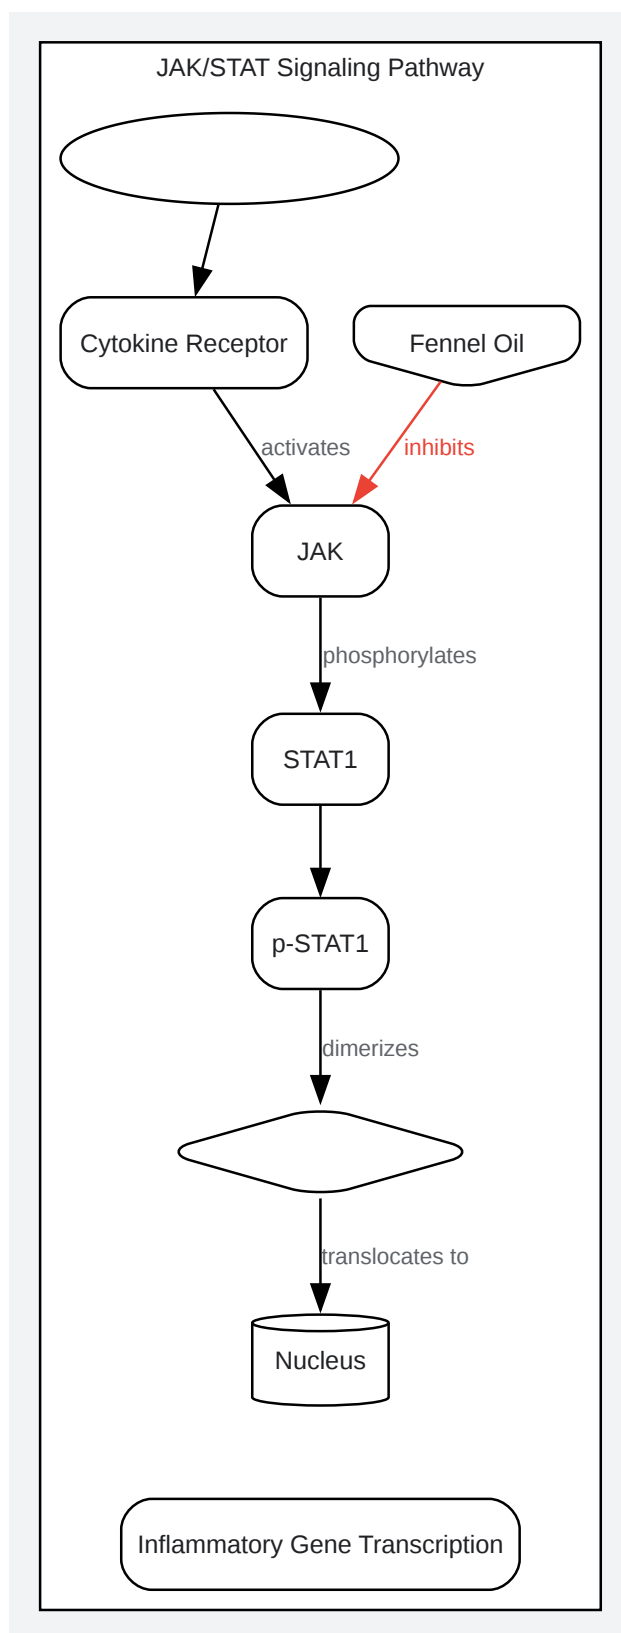 JAK/STAT Signaling Pathway
Cytokine Receptor
Fennel Oil
activates
inhibits
JAK
phosphorylates
STAT1
p-STAT1
dimerizes
translocates to
Nucleus
Inflammatory Gene Transcription